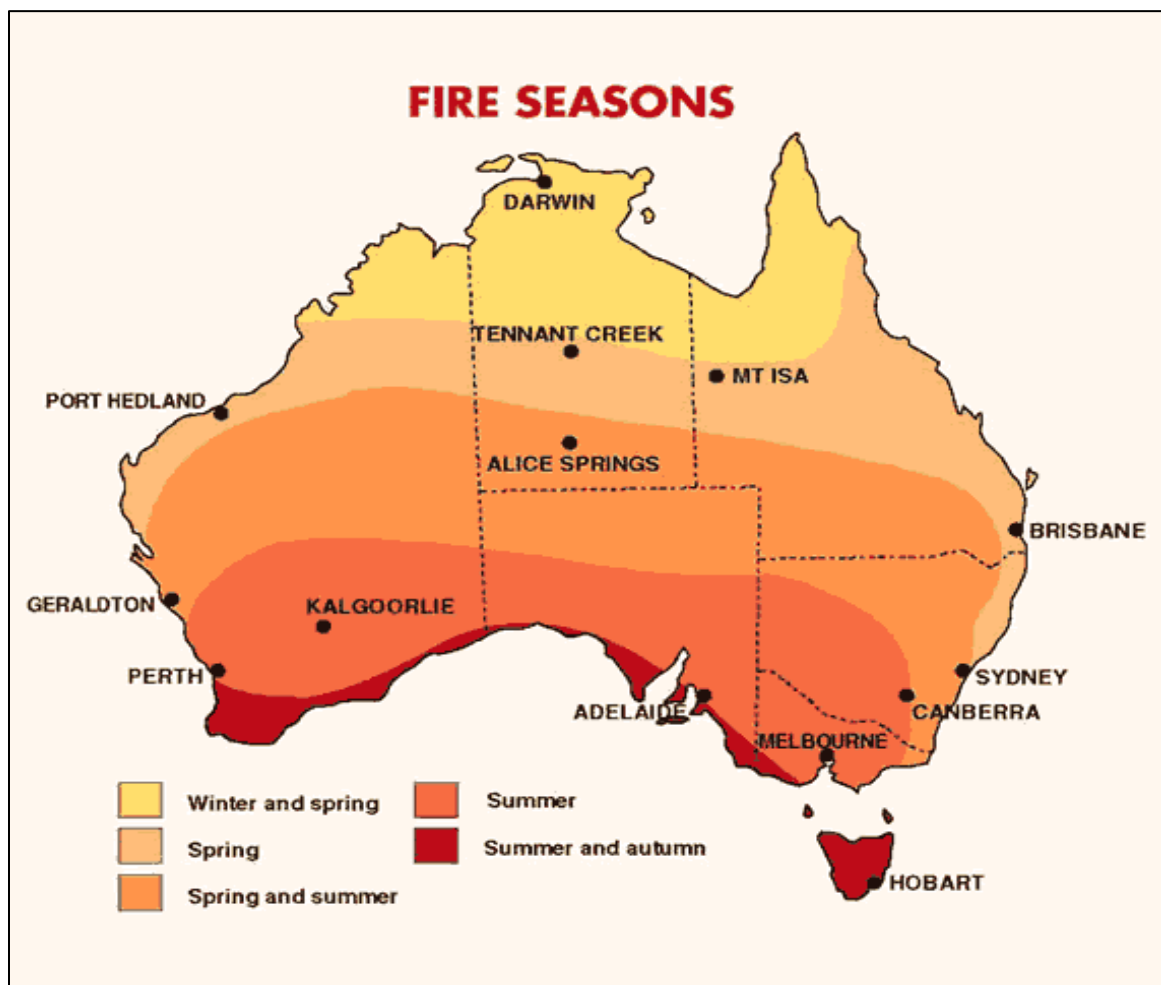 FIRE SEASONS
DARWIN
TENNANT CREEK
MT ISA
PORT HEDLAND
ALICE SPRINGS
BRISBANE
GERALDTON
KALGOORLIE
PERTH
SYDNEY
ADELAIDE
CANBERRA
MELBOURNE
Winter and spring
Summer
Spring
Summer and autumn
Spring and summer
HOBART